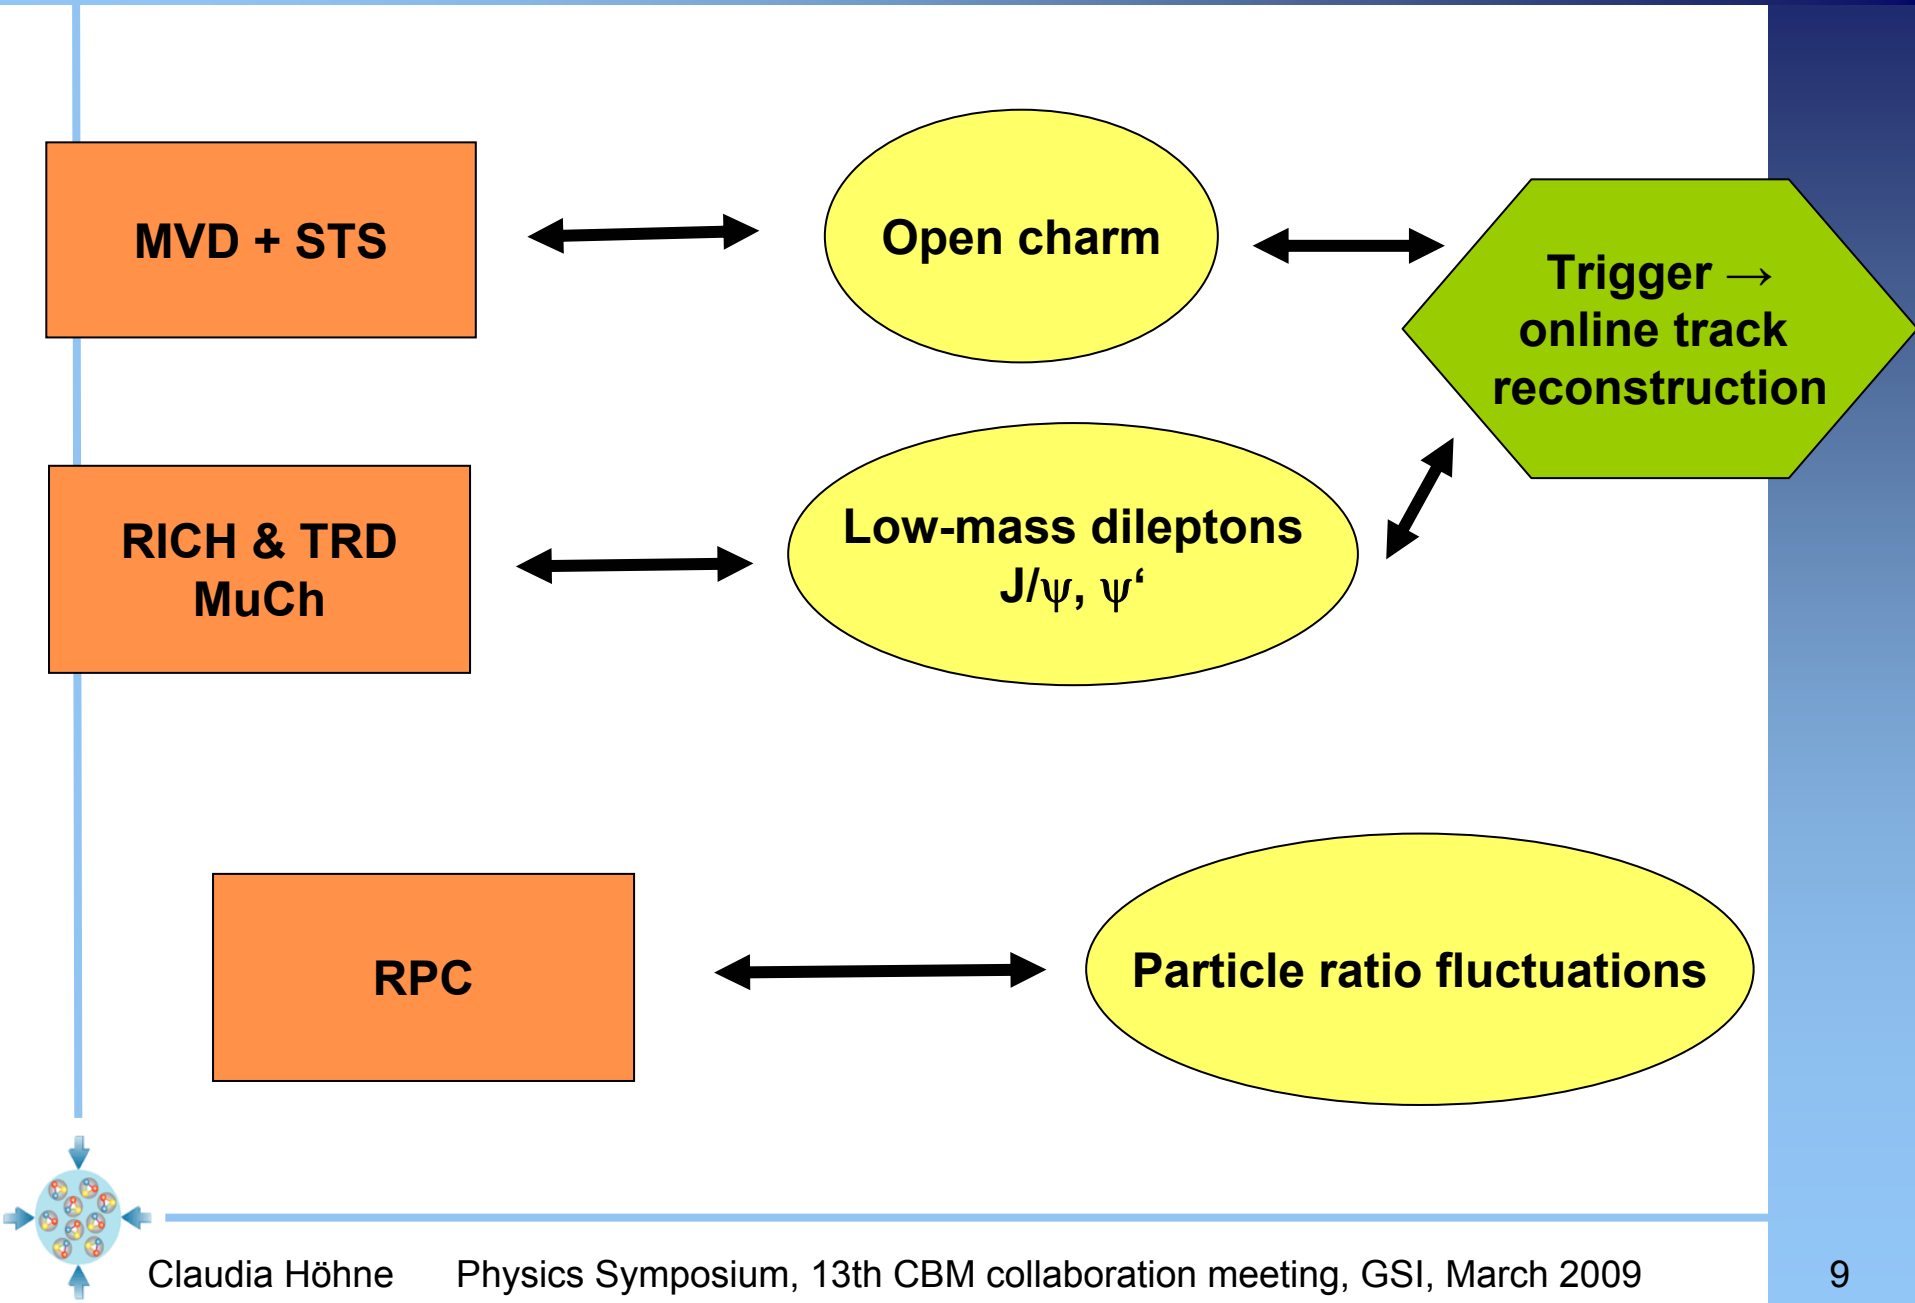 MVD + STS
Open charm
Trigger →
online track
reconstruction
RICH & TRD
MuCh
Low-mass dileptons
J/ψ, ψ‘
RPC
Particle ratio fluctuations
Claudia Höhne Physics Symposium, 13th CBM collaboration meeting, GSI, March 2009 9